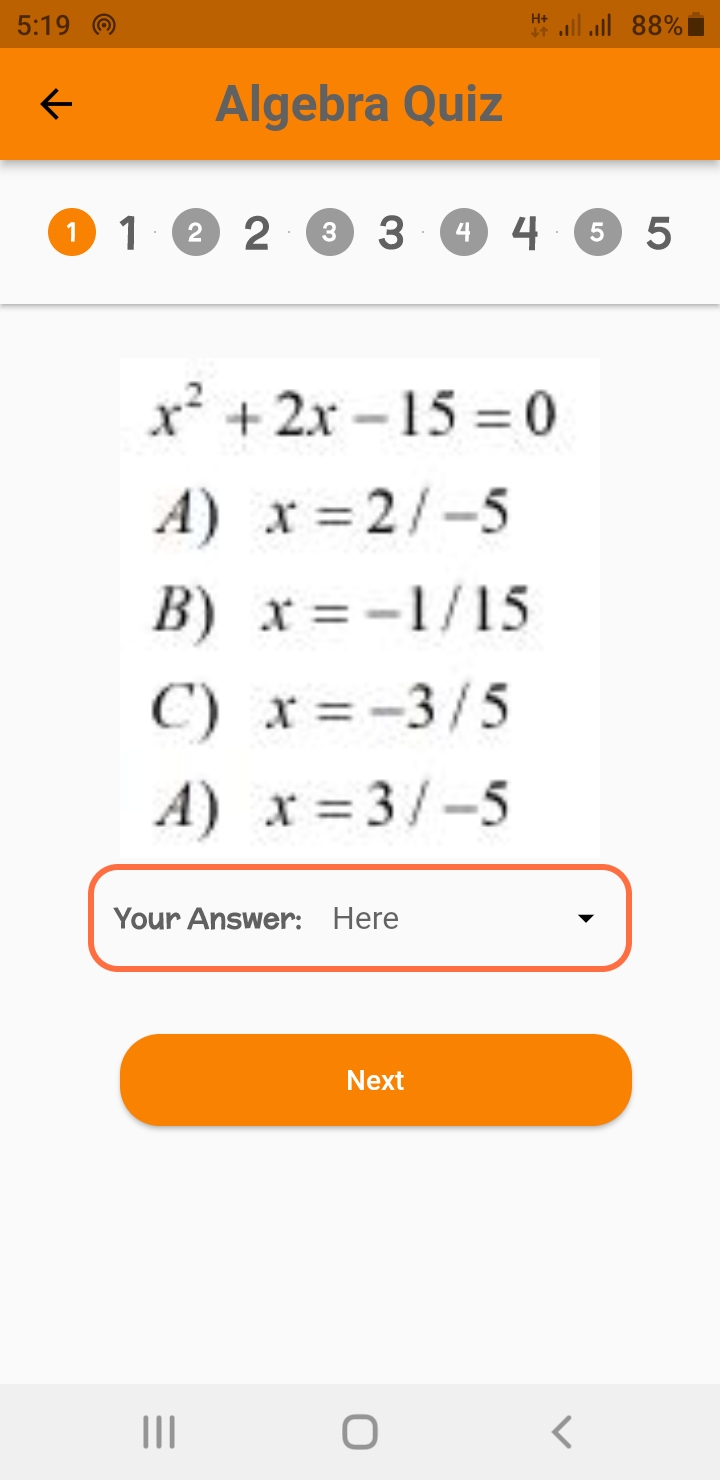 5:19 H+ 88%
Algebra Quiz
1 1 2 2 3 3 4 4 5 5
x² + 2x – 15 = 0
A) x = 2 / –5
B) x = –1 / 15
C) x = –3 / 5
A) x = 3 / –5
Your Answer: Here
Next